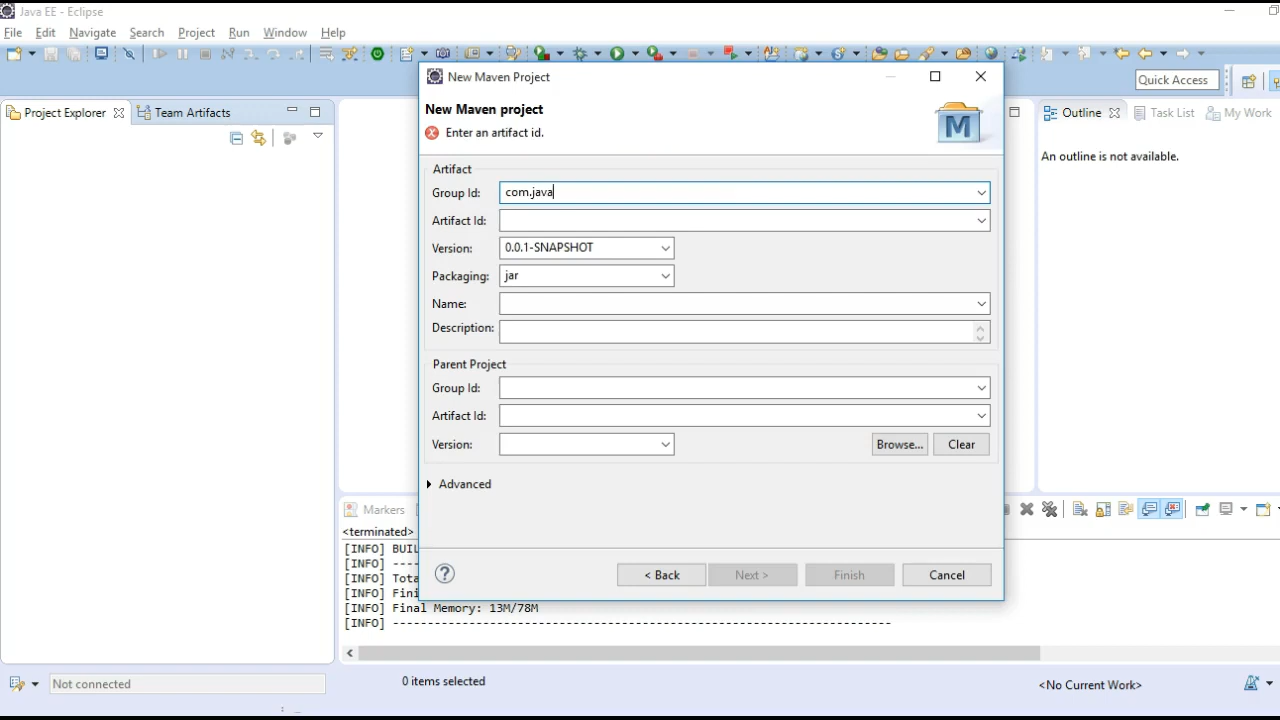 Java EE - Eclipse
File Edit Navigate Search Project Run Window Help
Quick Access
Project Explorer Team Artifacts
Outline Task List My Work
An outline is not available.
New Maven Project
New Maven project
Enter an artifact id.
M
Artifact
Group Id: com.java
Artifact Id:
Version: 0.0.1-SNAPSHOT
Packaging: jar
Name:
Description:
Parent Project
Group Id:
Artifact Id:
Version:
Browse... Clear
Advanced
< Back Next > Finish Cancel
Markers
<terminated>
[INFO] BUIL
[INFO] ----
[INFO] Tota
[INFO] Fini
[INFO] Final Memory: 13M/78M
[INFO] ------------------------------------------------------------------------
Not connected
0 items selected
<No Current Work>